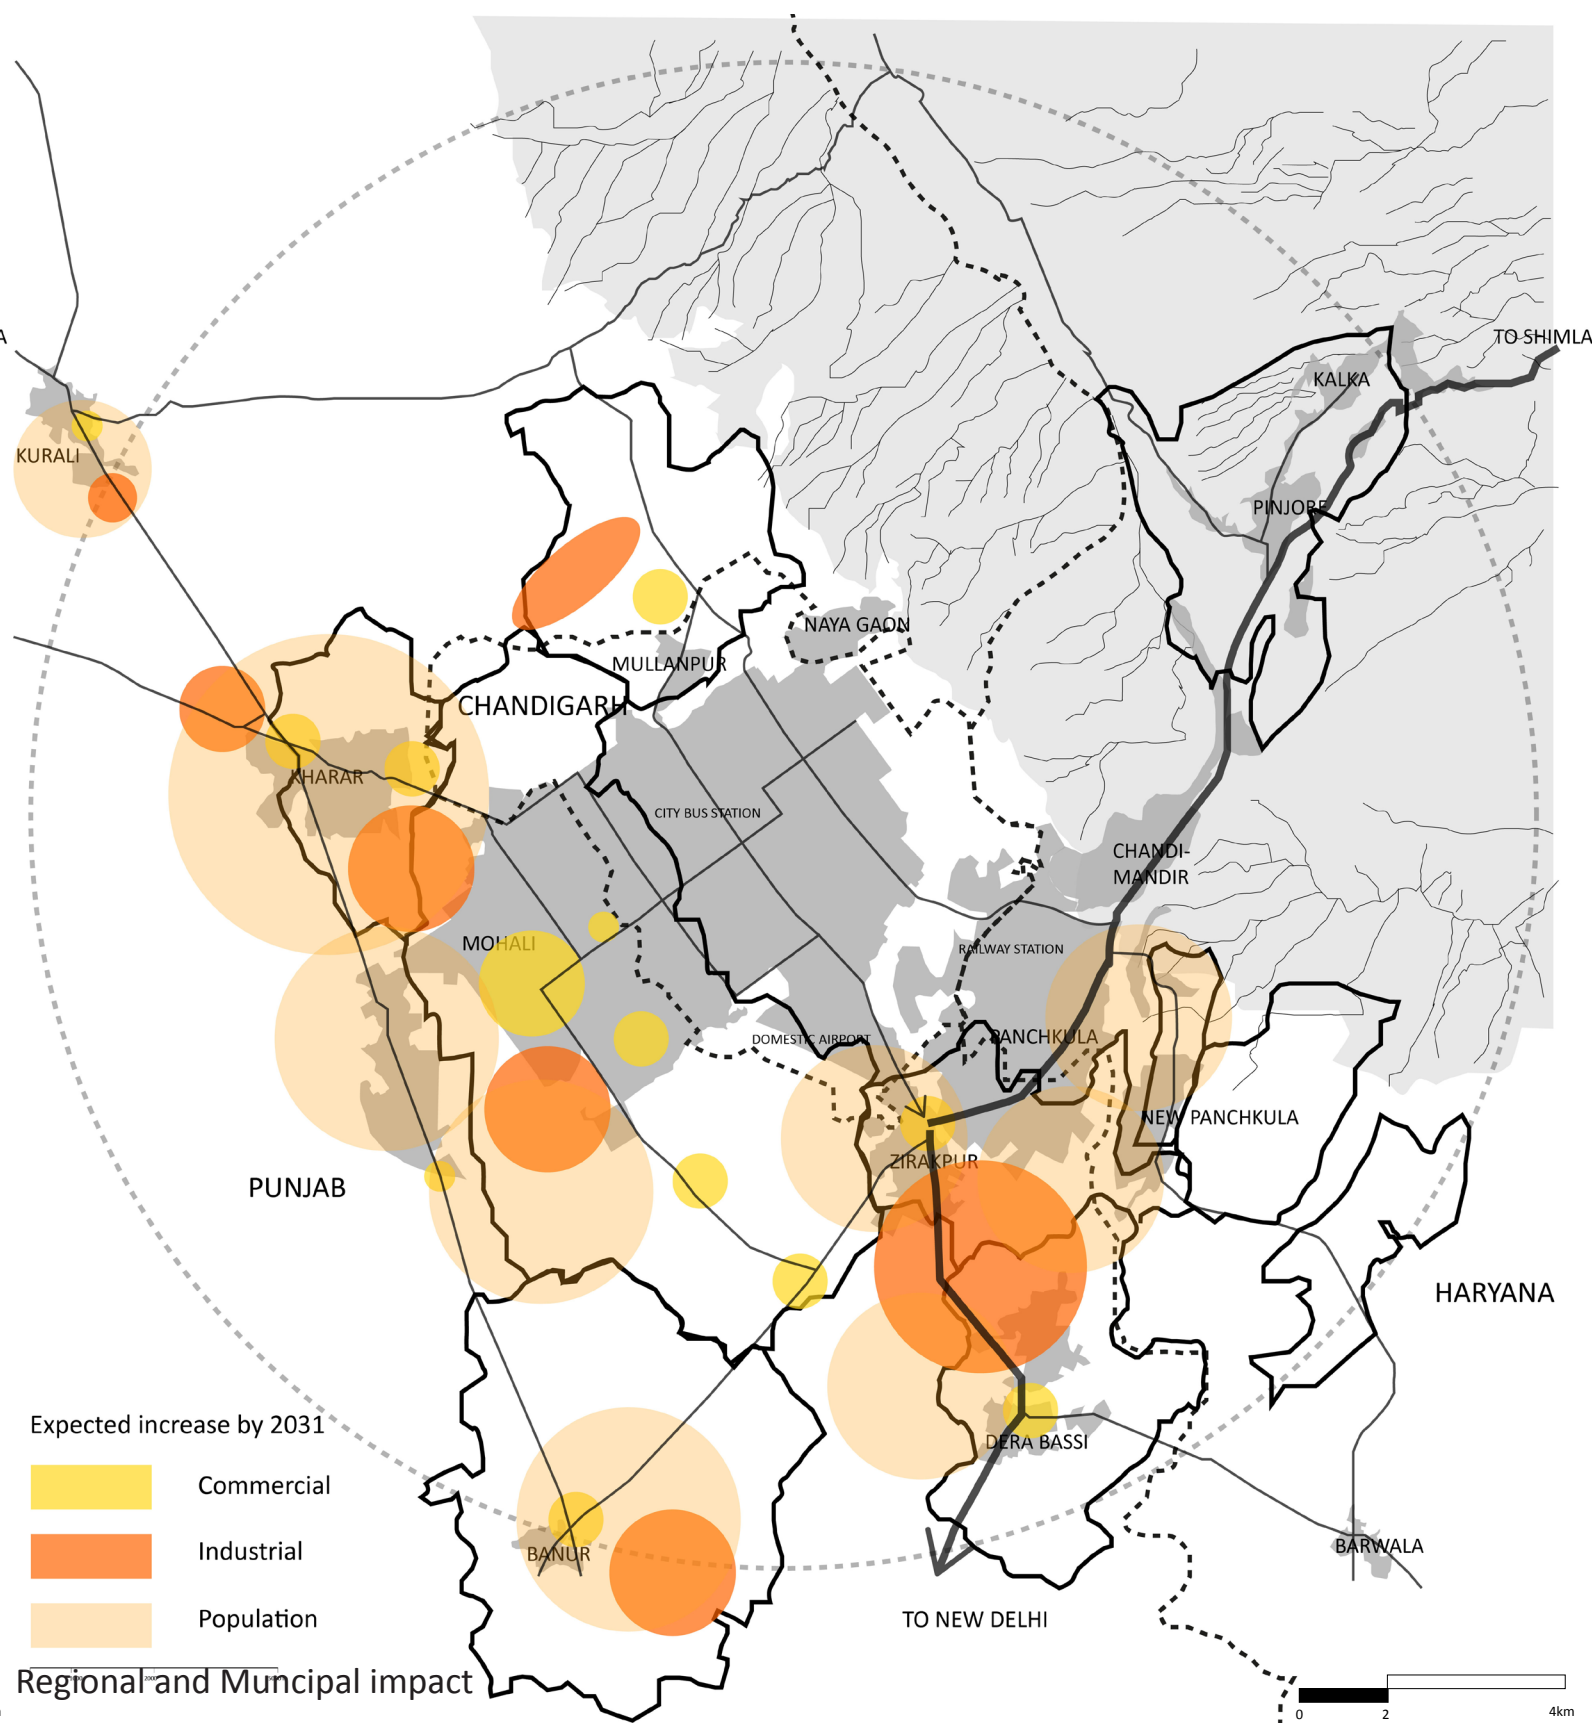 A
TO SHIMLA
KALKA
KURALI
PINJORE
NAYA GAON
MULLANPUR
CHANDIGARH
KHARAR
CITY BUS STATION
CHANDI-
MANDIR
MOHALI
RAILWAY STATION
DOMESTIC AIRPORT
PANCHKULA
NEW PANCHKULA
ZIRAKPUR
PUNJAB
HARYANA
Expected increase by 2031
DERA BASSI
Commercial
Industrial
BANUR
BARWALA
Population
TO NEW DELHI
Regional and Muncipal impact
0 2 4km